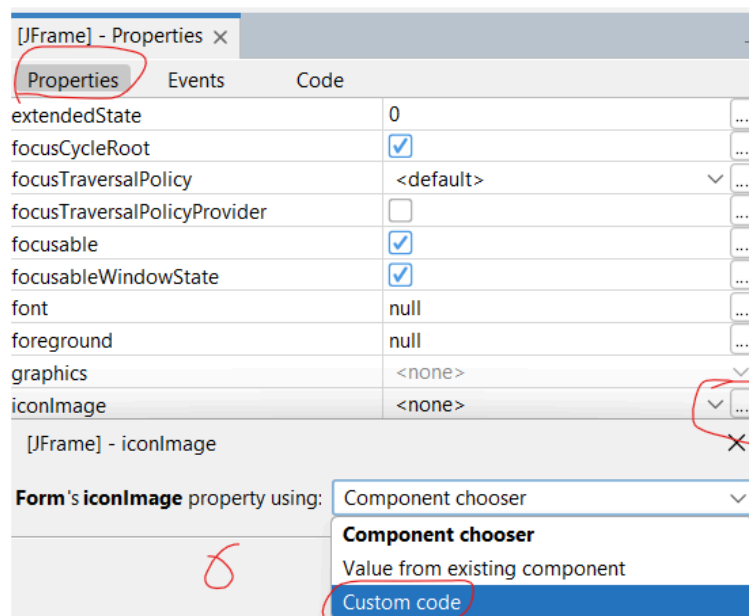 [JFrame] - Properties ×
Properties Events Code
extendedState 0 ...
focusCycleRoot ...
focusTraversalPolicy <default> ...
focusTraversalPolicyProvider ...
focusable ...
focusableWindowState ...
font null ...
foreground null ...
graphics <none>
iconImage <none> ...
[JFrame] - iconImage
Form's iconImage property using: Component chooser
Component chooser
Value from existing component
Custom code